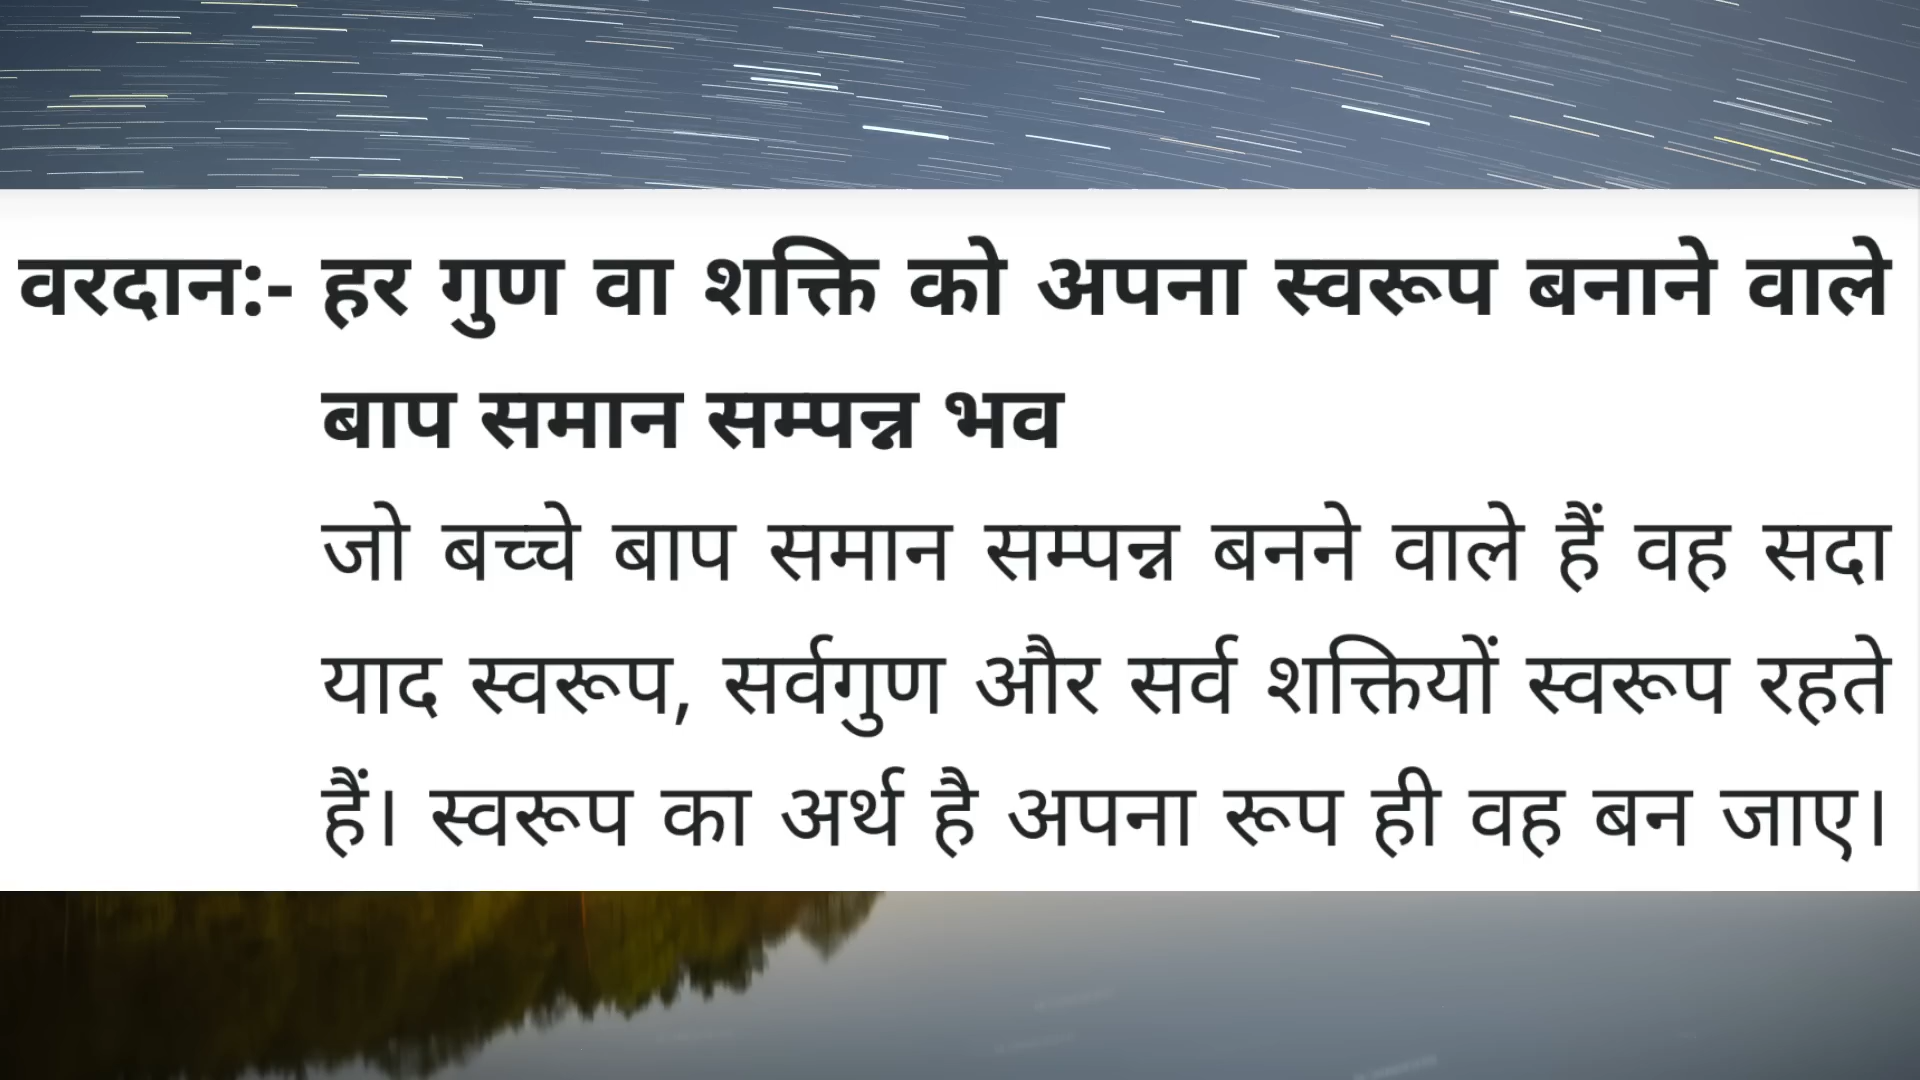 वरदान:- हर गुण वा शक्ति को अपना स्वरूप बनाने वाले
बाप समान सम्पन्न भव
जो बच्चे बाप समान सम्पन्न बनने वाले हैं वह सदा
याद स्वरूप, सर्वगुण और सर्व शक्तियों स्वरूप रहते
हैं। स्वरूप का अर्थ है अपना रूप ही वह बन जाए।